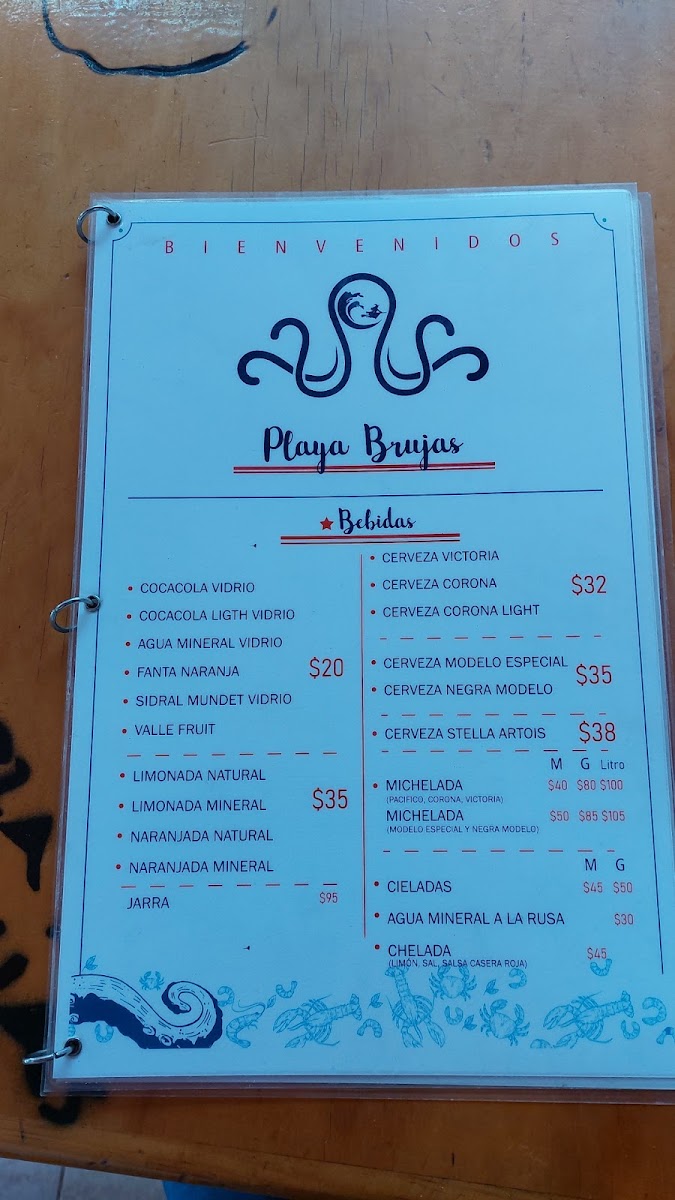 BIENVENIDOS
Playa Brujas
Bebidas
COCACOLA VIDRIO
COCACOLA LIGTH VIDRIO
AGUA MINERAL VIDRIO
FANTA NARANJA
$20
SIDRAL MUNDET VIDRIO
VALLE FRUIT
LIMONADA NATURAL
LIMONADA MINERAL
$35
NARANJADA NATURAL
NARANJADA MINERAL
JARRA $95
CERVEZA VICTORIA
CERVEZA CORONA
$32
CERVEZA CORONA LIGHT
CERVEZA MODELO ESPECIAL
$35
CERVEZA NEGRA MODELO
CERVEZA STELLA ARTOIS $38
M G Litro
MICHELADA $40 $80 $100
(PACIFICO, CORONA, VICTORIA)
MICHELADA $50 $85 $105
(MODELO ESPECIAL Y NEGRA MODELO)
M G
CIELADAS $45 $50
AGUA MINERAL A LA RUSA $30
CHELADA $45
(LIMÓN, SAL, SALSA CASERA ROJA)